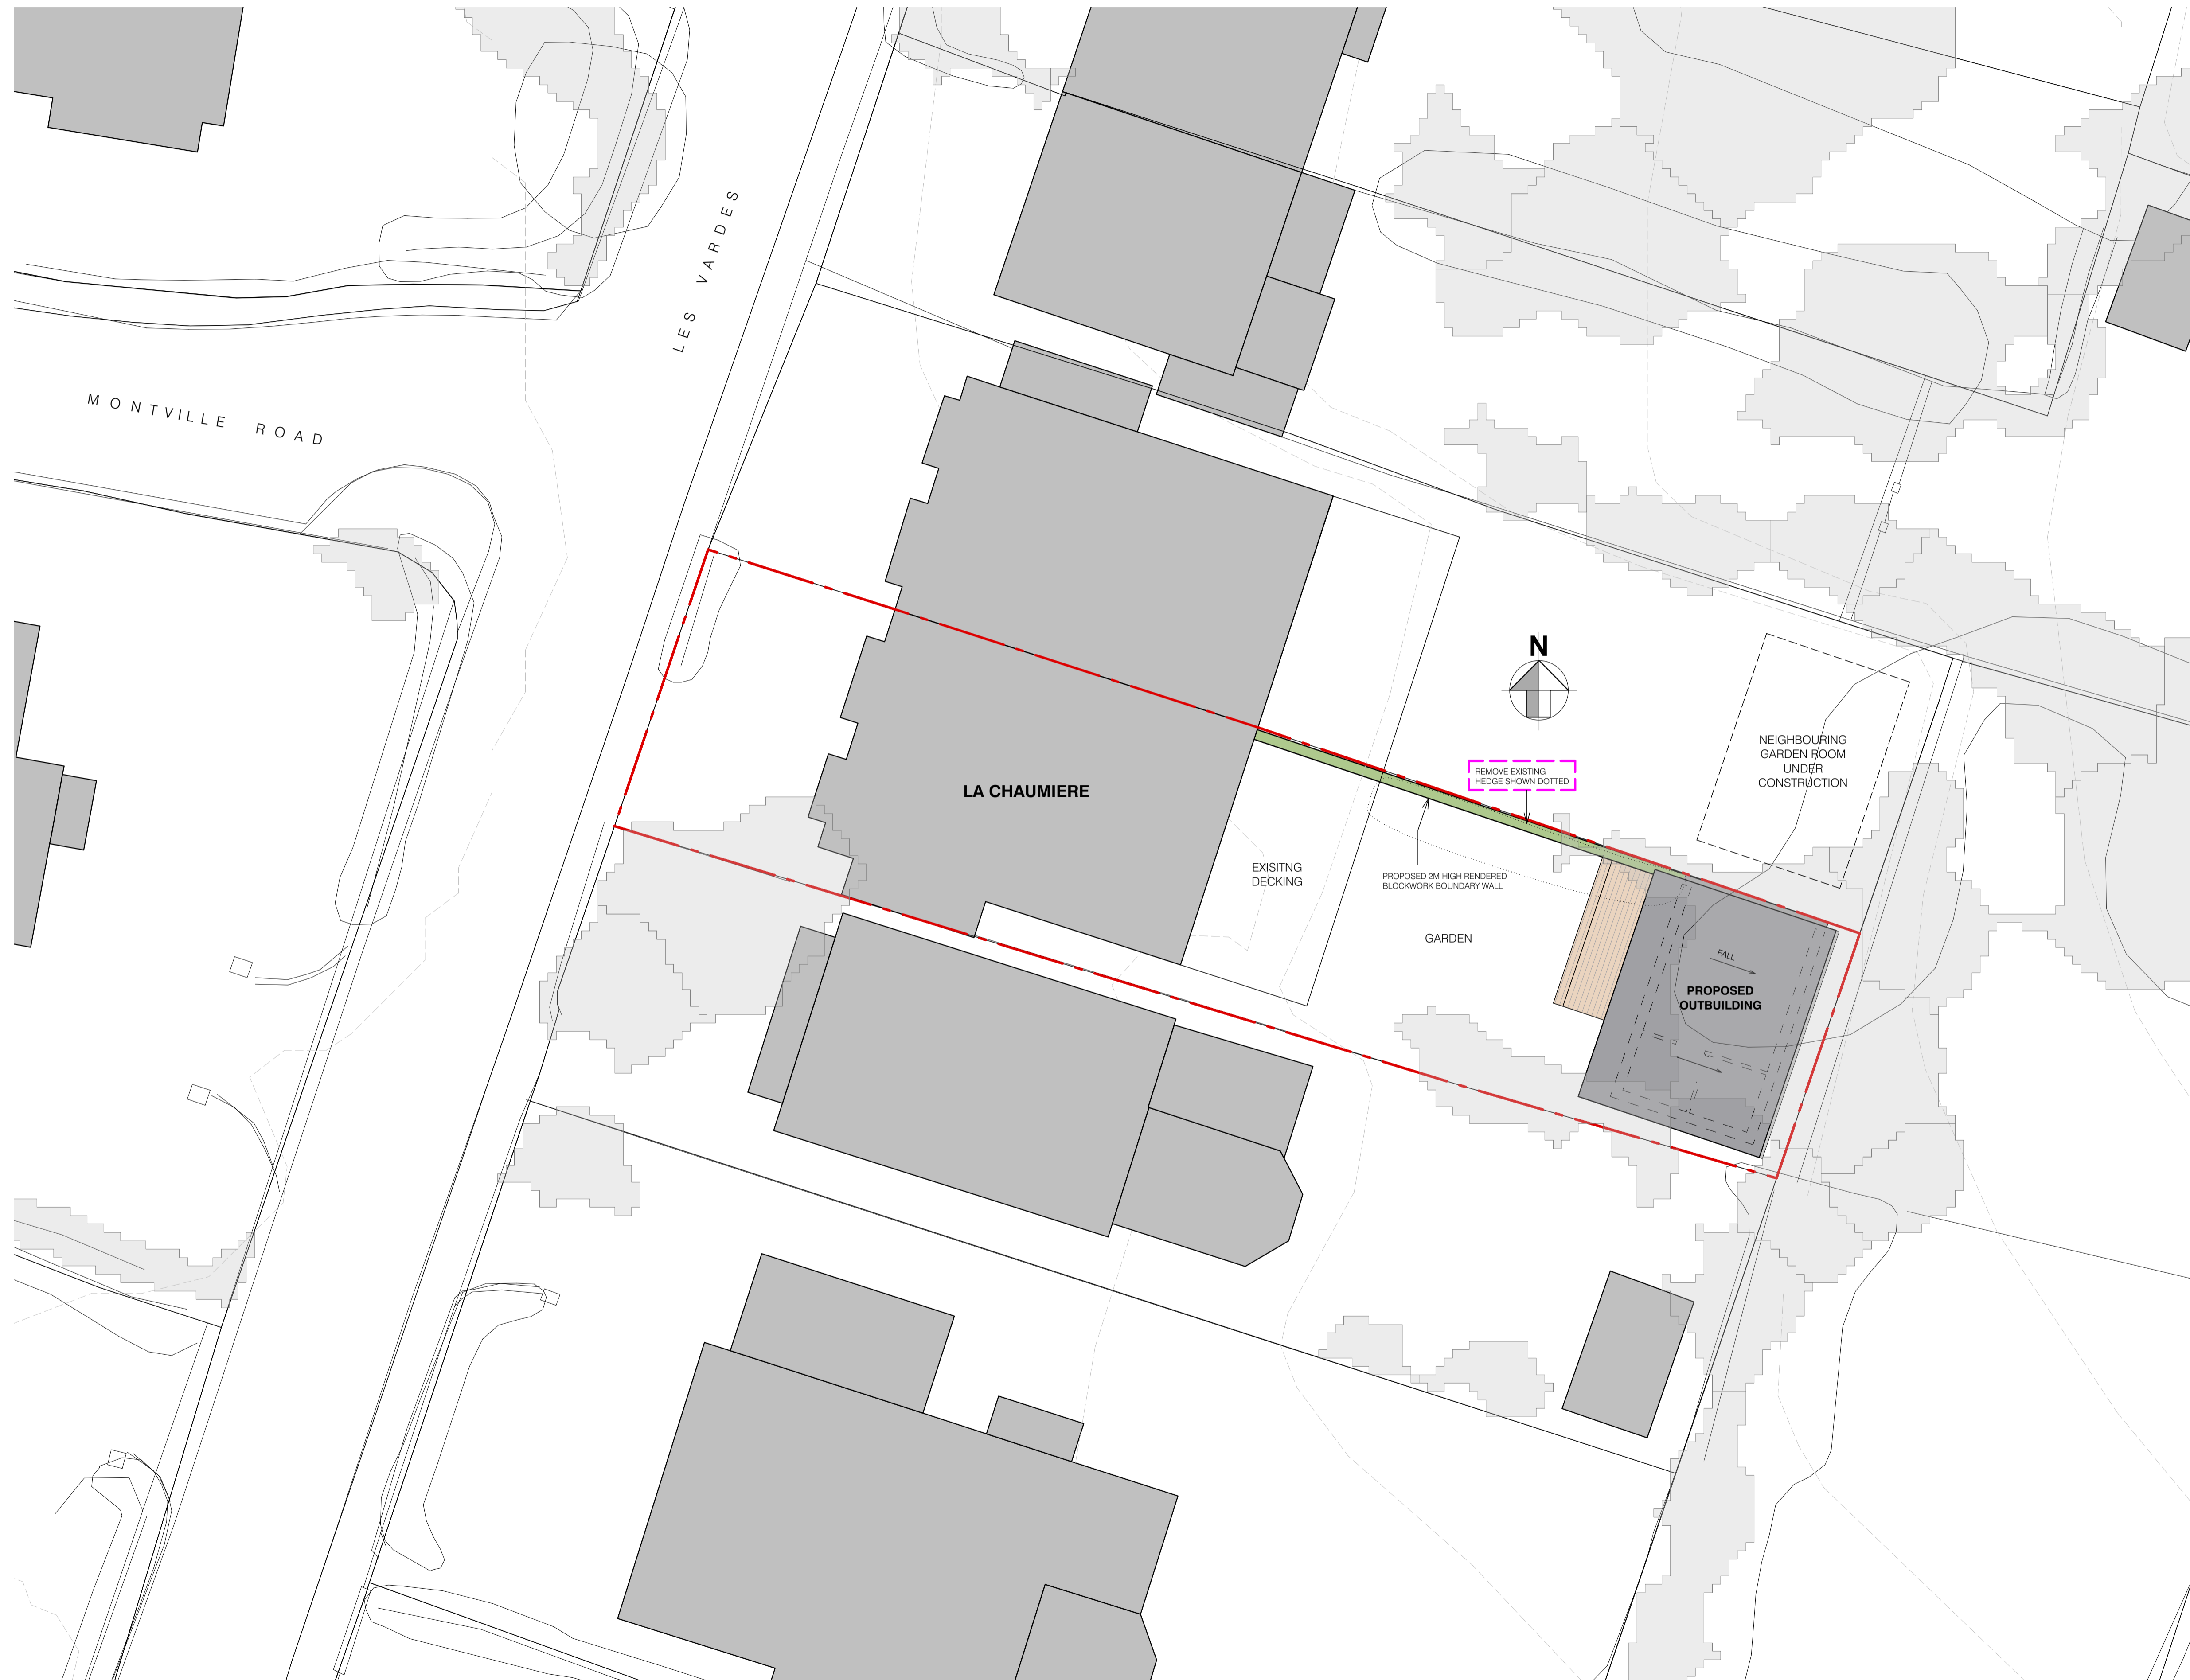 LES VARDES
MONTVILLE ROAD
N
NEIGHBOURING
GARDEN ROOM
UNDER
CONSTRUCTION
REMOVE EXISTING
HEDGE SHOWN DOTTED
LA CHAUMIERE
EXISITNG
DECKING
PROPOSED 2M HIGH RENDERED
BLOCKWORK BOUNDARY WALL
GARDEN
FALL
PROPOSED
OUTBUILDING